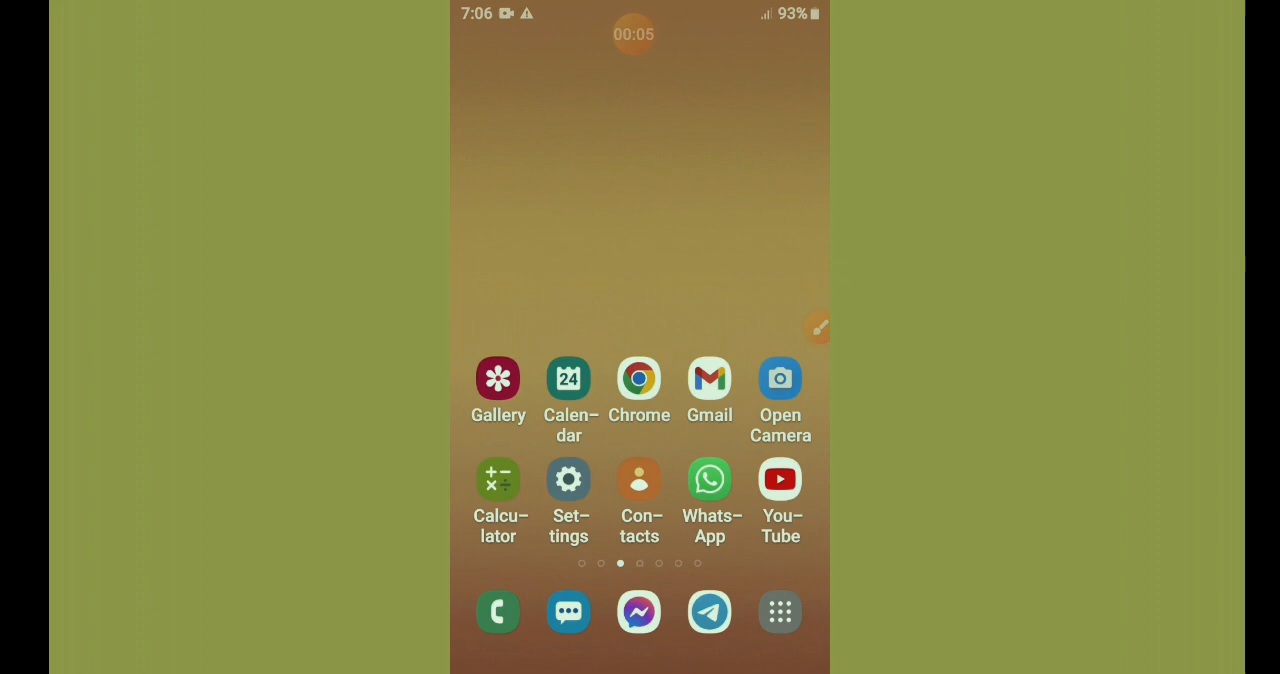 7:06 93%
00:05
24
Gallery Calen-
dar Chrome Gmail Open
Camera
Calcu-
lator Set-
tings Con-
tacts Whats-
App You-
Tube